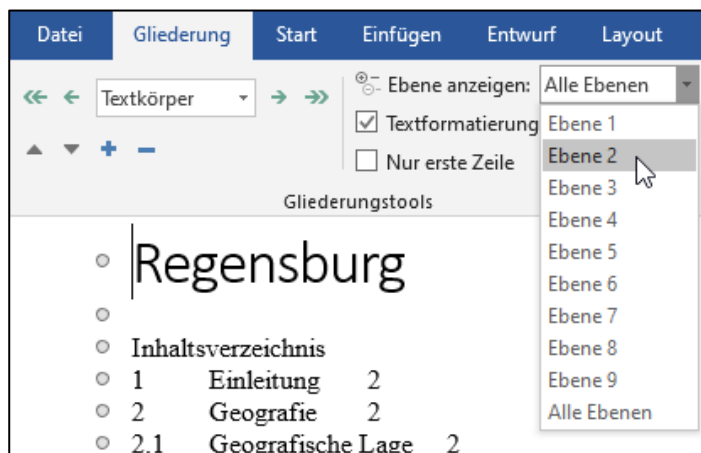 Datei Gliederung Start Einfügen Entwurf Layout
Textkörper
Ebene anzeigen: Alle Ebenen
Textformatierung
Nur erste Zeile
Gliederungstools
Ebene 1
Ebene 2
Ebene 3
Ebene 4
Ebene 5
Ebene 6
Ebene 7
Ebene 8
Ebene 9
Alle Ebenen
Regensburg
Inhaltsverzeichnis
1 Einleitung 2
2 Geografie 2
2.1 Geografische Lage 2